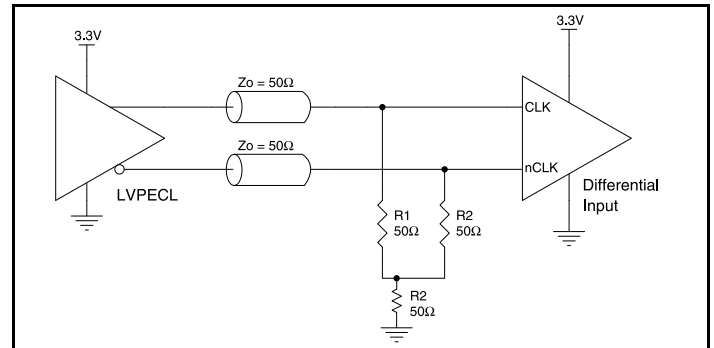 3.3V
3.3V
Zo = 50Ω
CLK
Zo = 50Ω
nCLK
LVPECL
Differential
Input
R1
50Ω
R2
50Ω
R2
50Ω